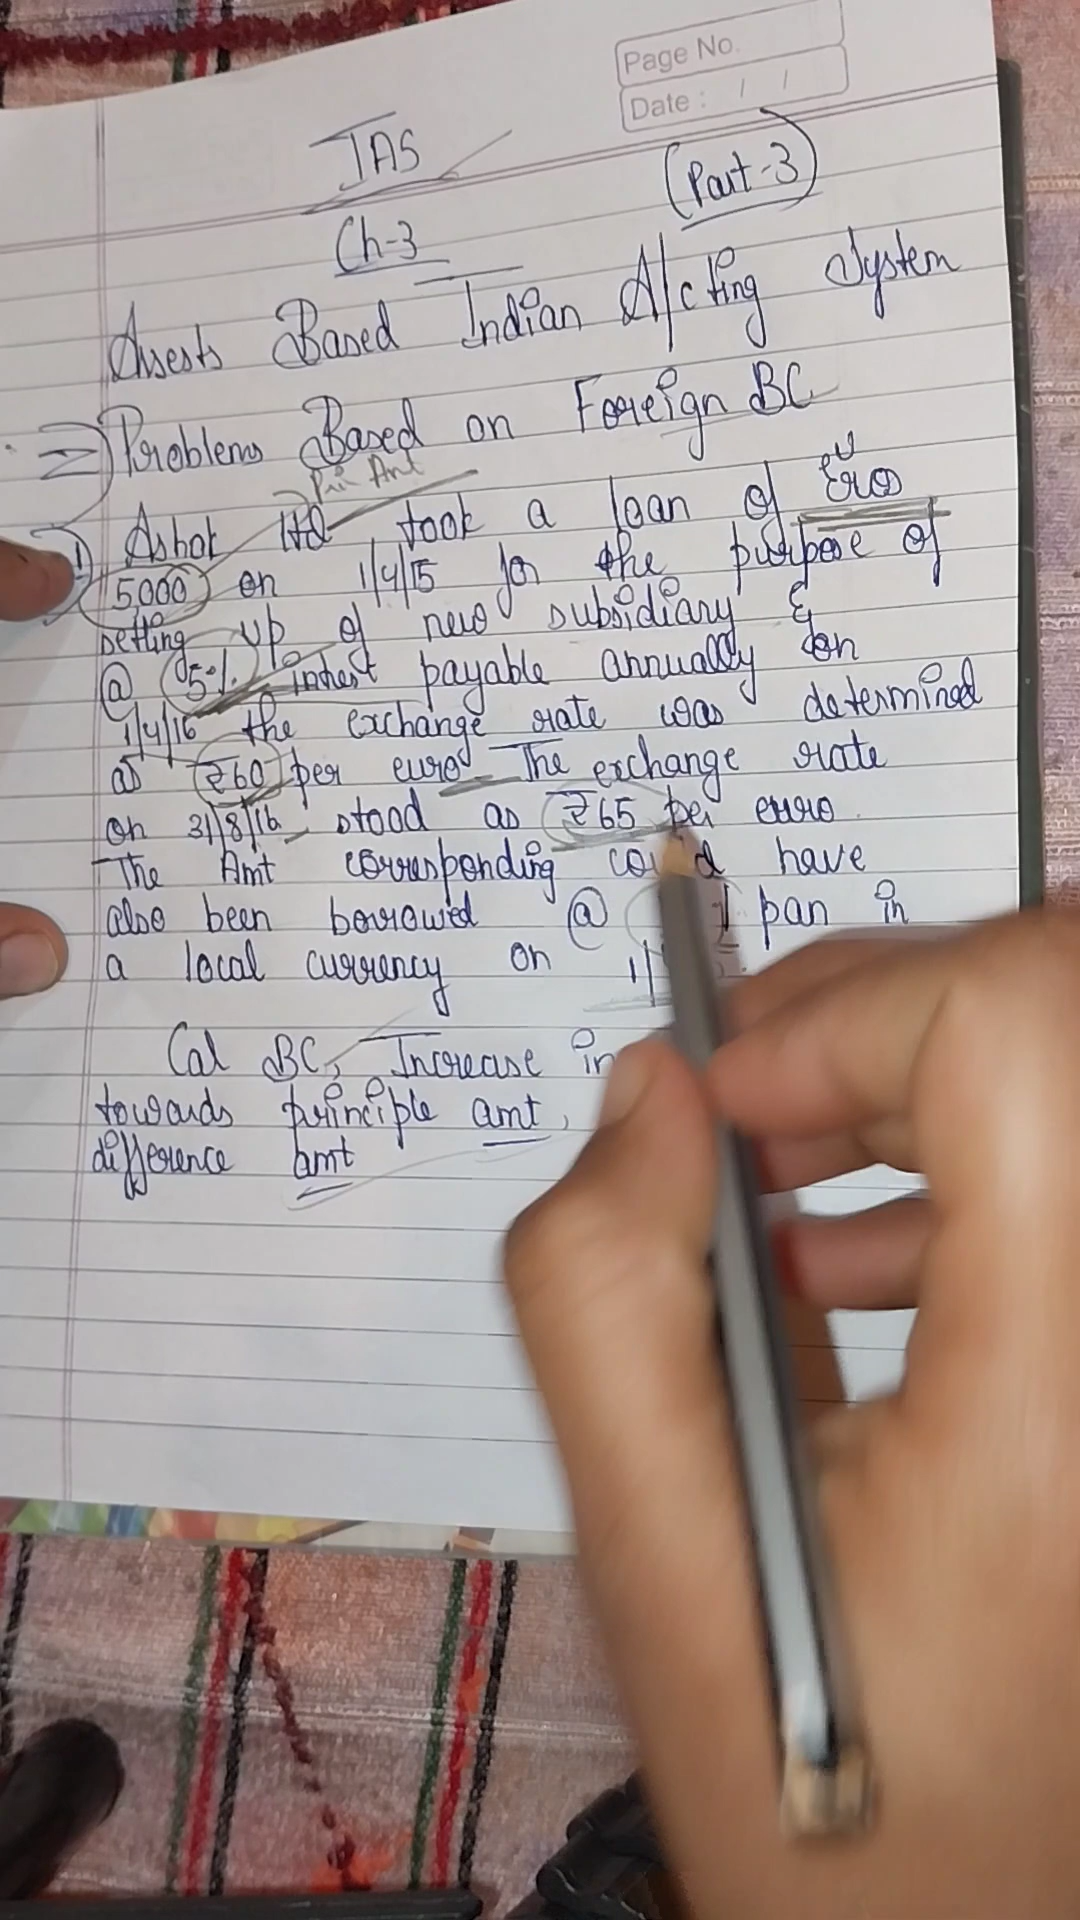 Page No.
Date : / /
IAS
(Part-3)
Ch-3
Assests Based Indian A/cting System
Problems Based on Foreign BC
Pri Amt
1) Ashok ltd took a loan of Eros
u
5,000 on 1/4/15 for the purpose of
setting up of new subsidiary &
@ 5% intrest payable annually on
1/4/16 the exchange rate was determined
as ₹60 per euro The exchange rate
on 31/8/16 stood as ₹65 per euro.
The Amt corresponding could have
also been borrowed @ pan in
a local currency on
Cal BC, Increase in
towards principle amt,
difference amt